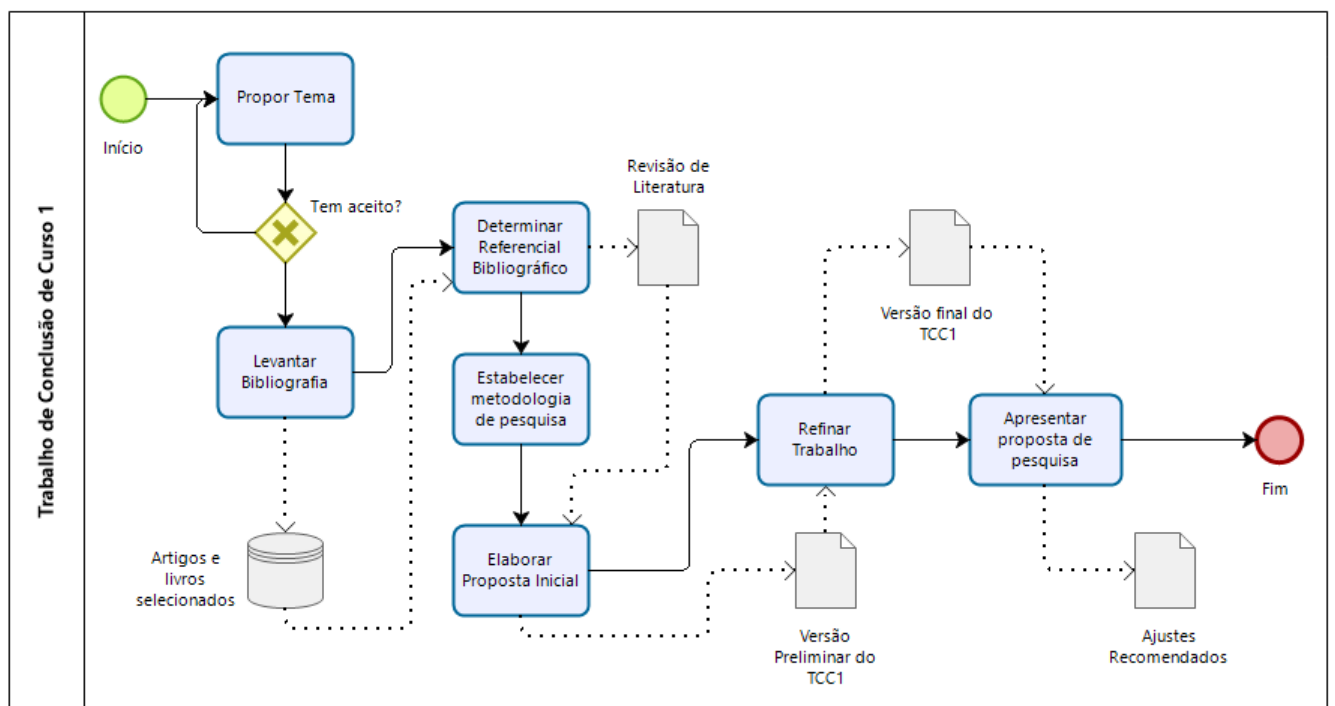 Trabalho de Conclusão de Curso 1
Início
Propor Tema
Tem aceito?
Levantar
Bibliografia
Artigos e
livros
selecionados
Determinar
Referencial
Bibliográfico
Revisão de
Literatura
Estabelecer
metodologia
de pesquisa
Elaborar
Proposta Inicial
Versão
Preliminar do
TCC1
Refinar
Trabalho
Versão final do
TCC1
Apresentar
proposta de
pesquisa
Ajustes
Recomendados
Fim